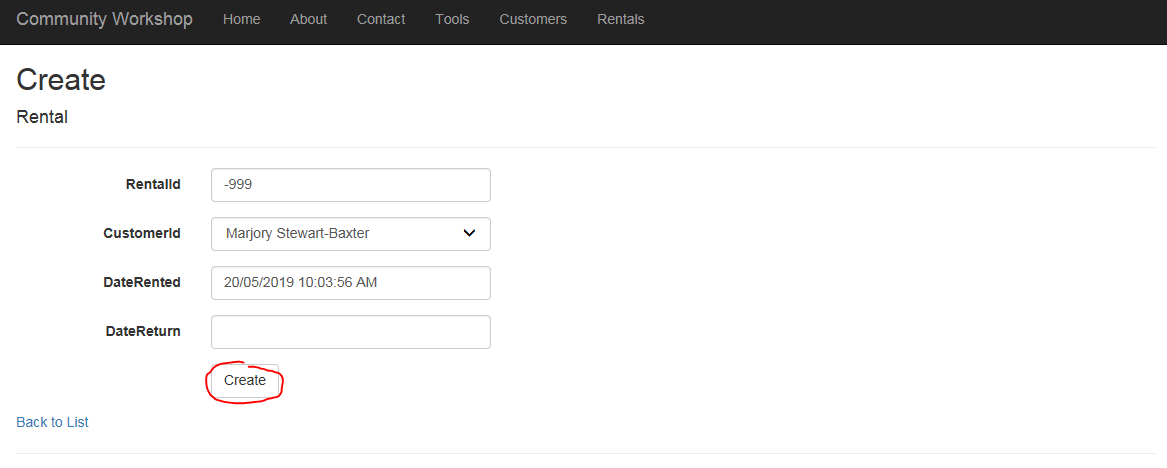 Community Workshop Home About Contact Tools Customers Rentals
Create
Rental
RentalId -999
CustomerId Marjory Stewart-Baxter
DateRented 20/05/2019 10:03:56 AM
DateReturn
Create
Back to List